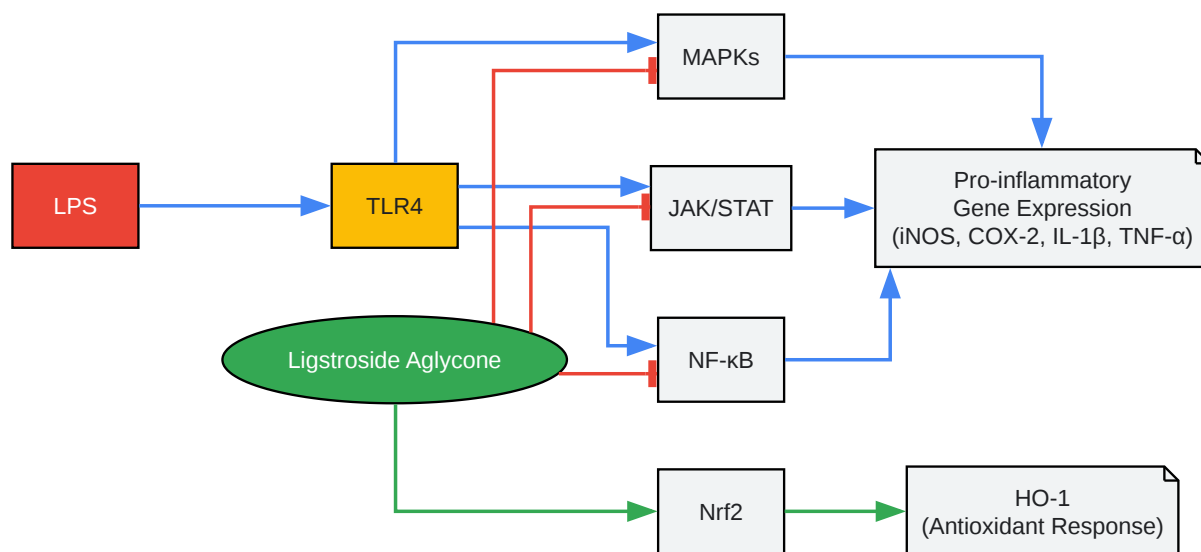 MAPKs
LPS
TLR4
JAK/STAT
Pro-inflammatory
Gene Expression
(iNOS, COX-2, IL-1β, TNF-α)
Ligstroside Aglycone
NF-κB
Nrf2
HO-1
(Antioxidant Response)